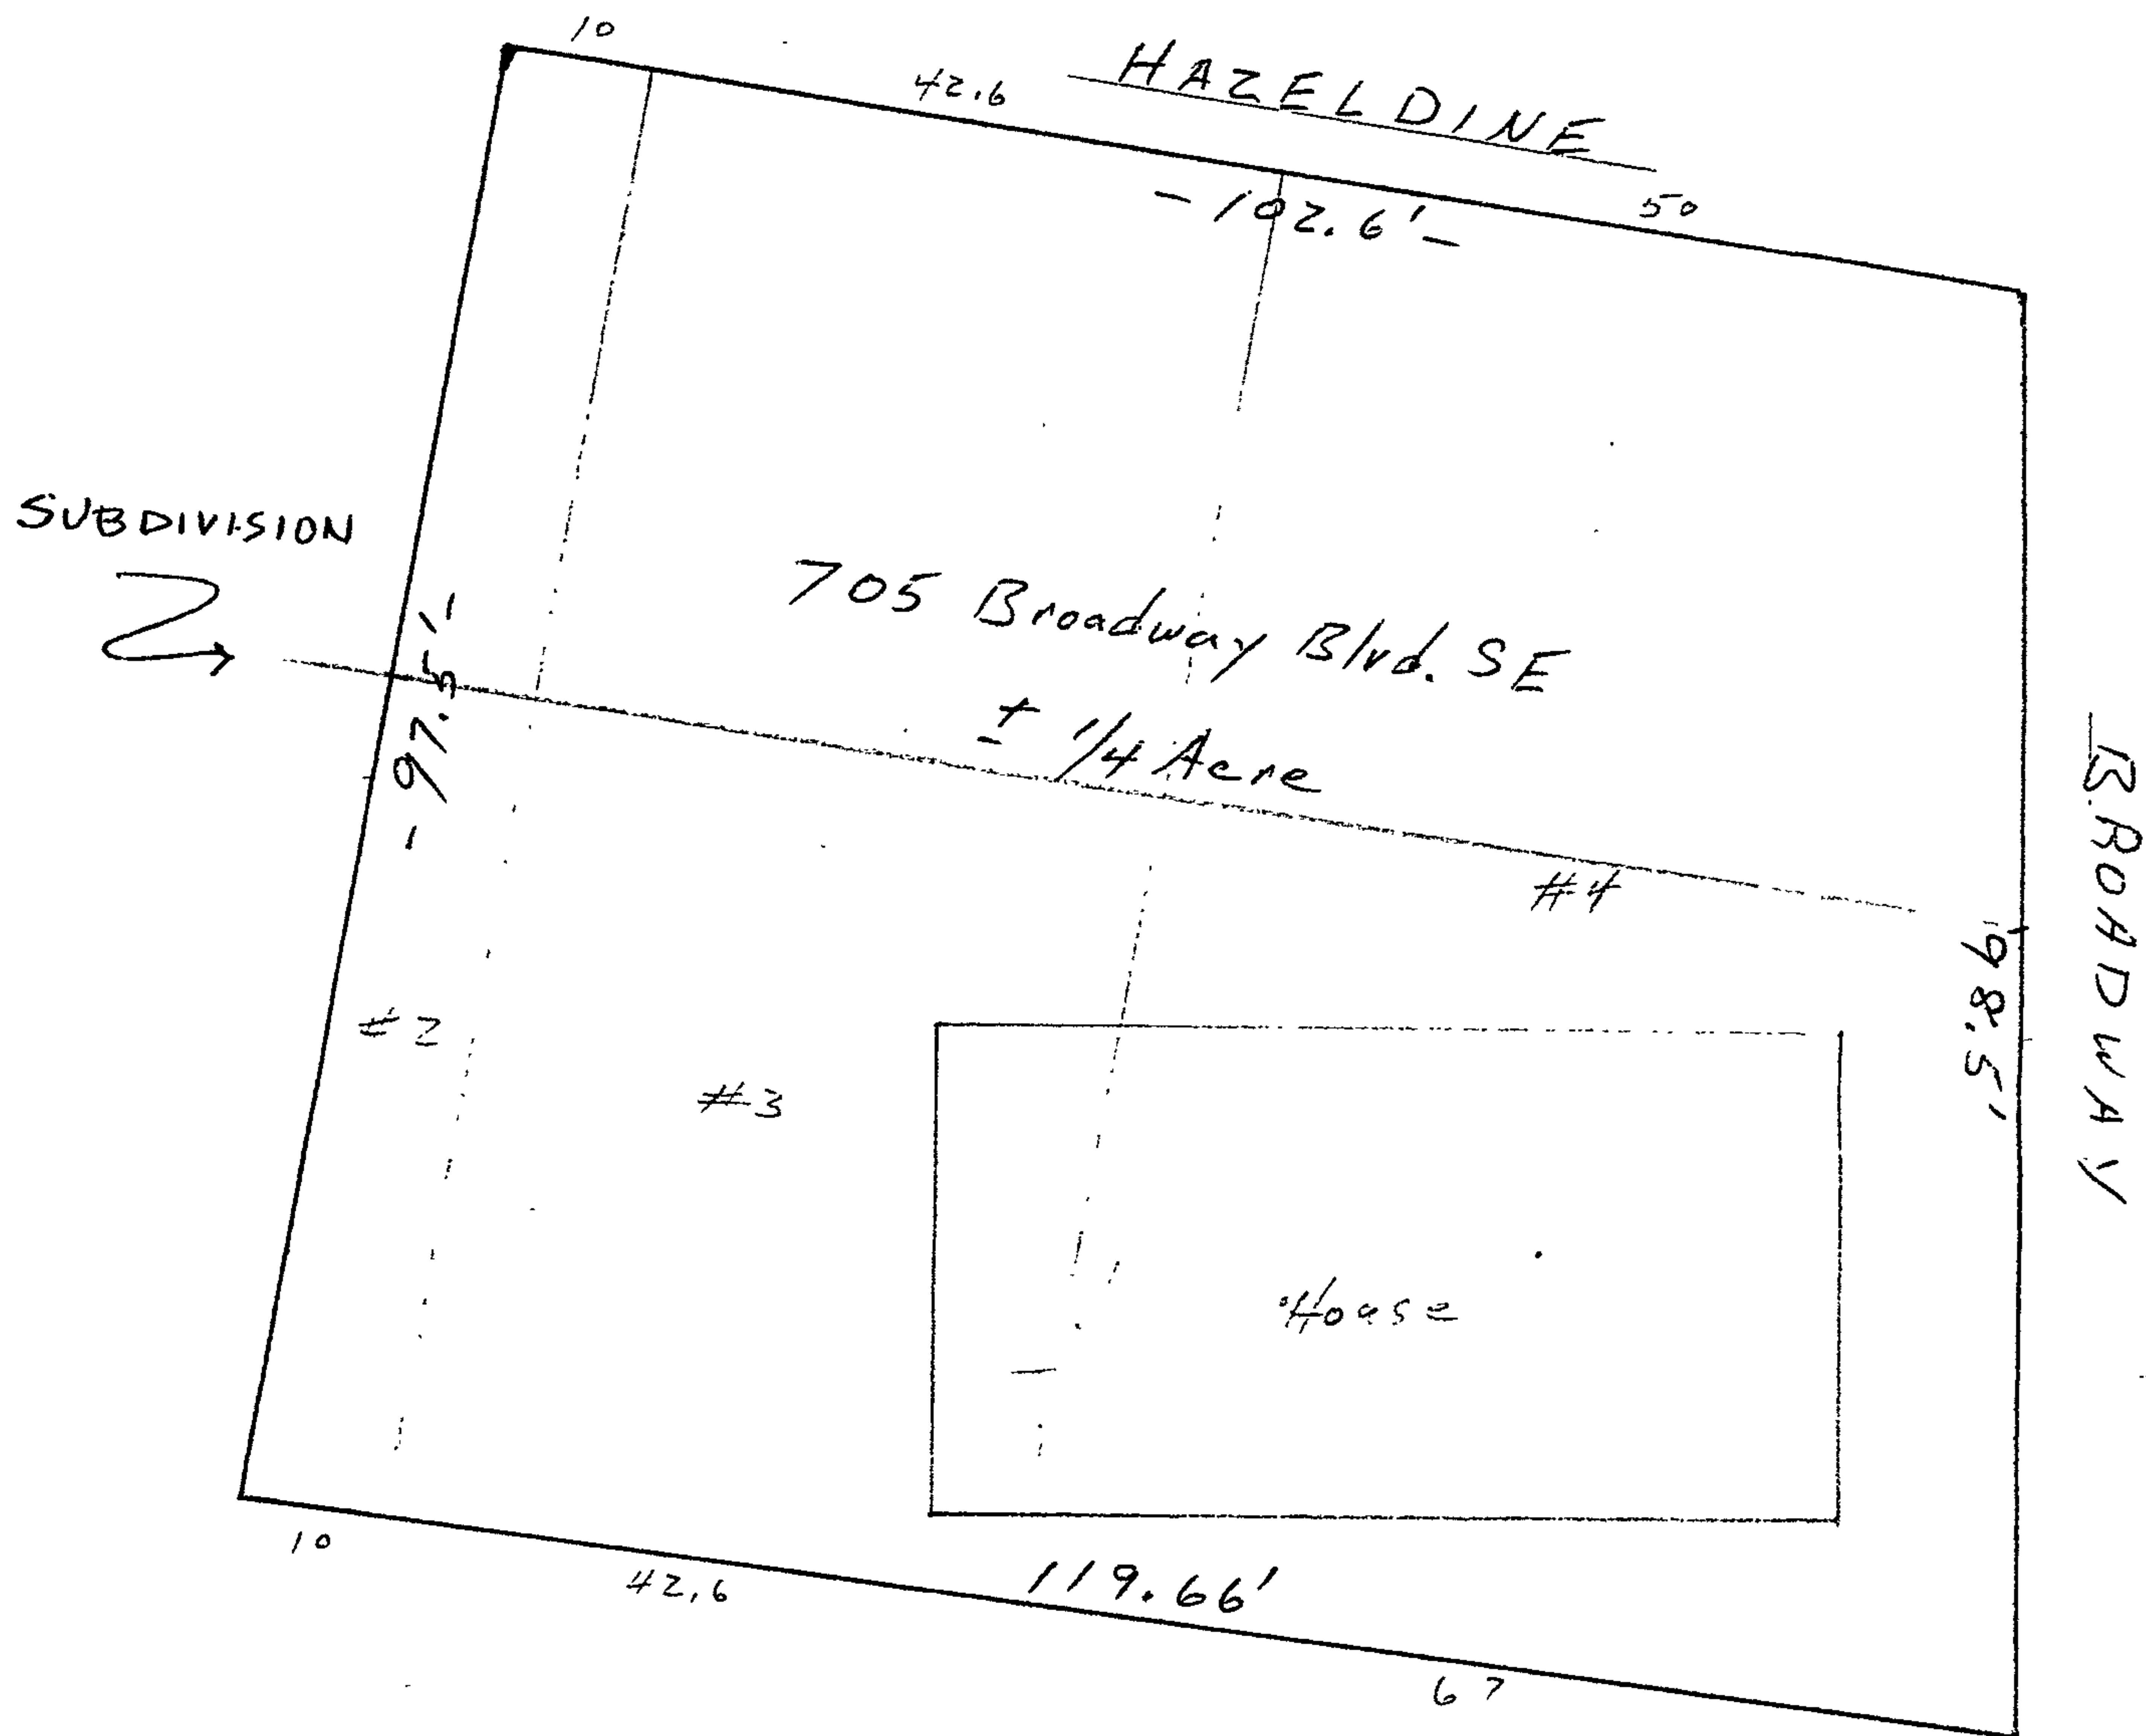 10
42.6
HAZELDINE
50
- 102.6' -
SUBDIVISION
- 97.5' -
705 Broadway Blvd. SE
± 1/4 Acre
BROADWAY
#4
98.5'
#2
#3
House
10
42.6
119.66'
67